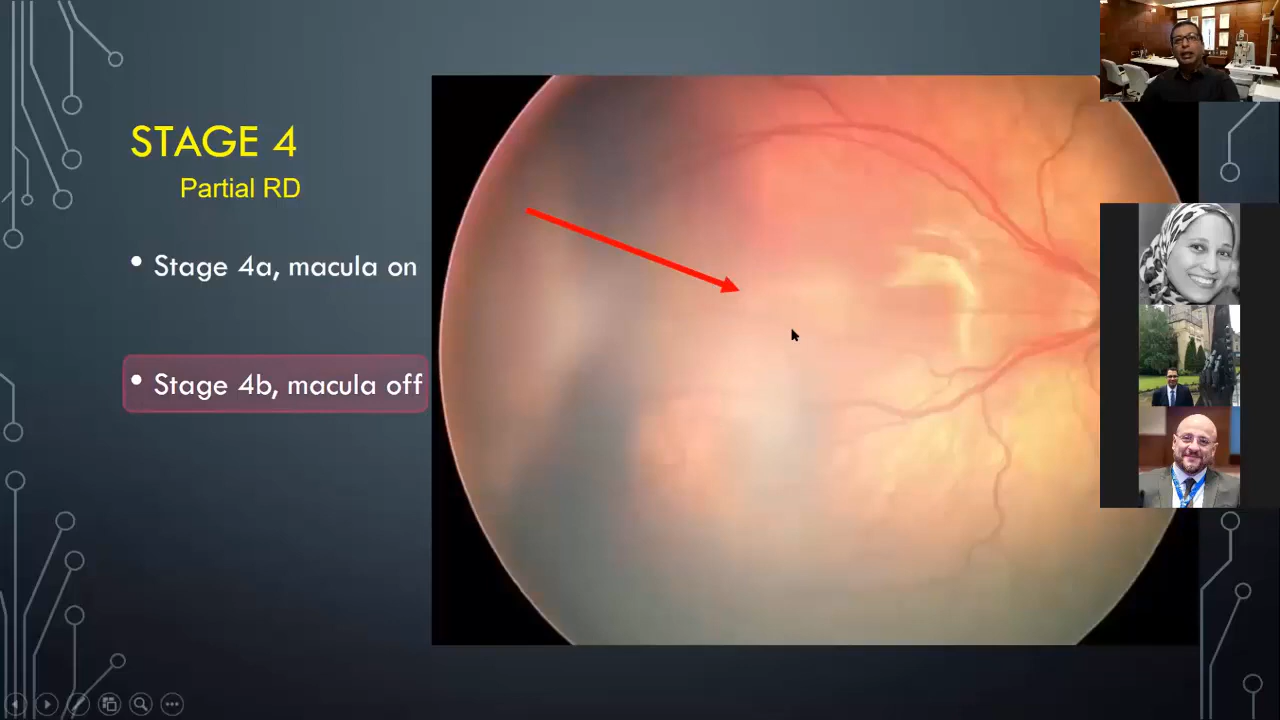 STAGE 4
Partial RD
• Stage 4a, macula on
• Stage 4b, macula off